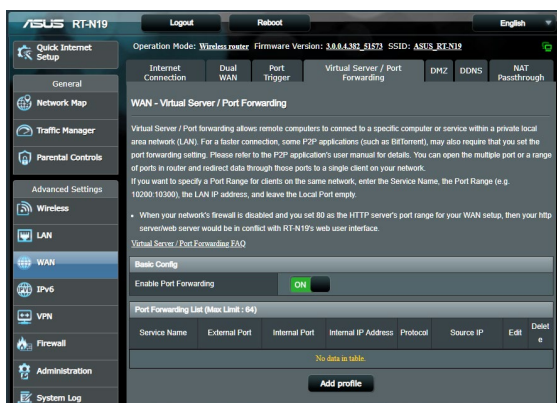 ASUS RT-N19
Logout
Reboot
English
Quick Internet
Setup
General
Network Map
Traffic Manager
Parental Controls
Advanced Settings
Wireless
LAN
WAN
IPv6
VPN
Firewall
Administration
System Log
Operation Mode: Wireless router Firmware Version: 3.0.0.4.382_51573 SSID: ASUS_RT-N19
Internet
Connection
Dual
WAN
Port
Trigger
Virtual Server / Port
Forwarding
DMZ
DDNS
NAT
Passthrough
WAN - Virtual Server / Port Forwarding
Virtual Server / Port forwarding allows remote computers to connect to a specific computer or service within a private local
area network (LAN). For a faster connection, some P2P applications (such as BitTorrent), may also require that you set the
port forwarding setting. Please refer to the P2P application's user manual for details. You can open the multiple port or a range
of ports in router and redirect data through those ports to a single client on your network.
If you want to specify a Port Range for clients on the same network, enter the Service Name, the Port Range (e.g.
10200:10300), the LAN IP address, and leave the Local Port empty.
• When your network's firewall is disabled and you set 80 as the HTTP server's port range for your WAN setup, then your http
server/web server would be in conflict with RT-N19's web user interface.
Virtual Server / Port Forwarding FAQ
Basic Config
Enable Port Forwarding
ON
Port Forwarding List (Max Limit : 64)
Service Name
External Port
Internal Port
Internal IP Address
Protocol
Source IP
Edit
Delet
e
No data in table.
Add profile